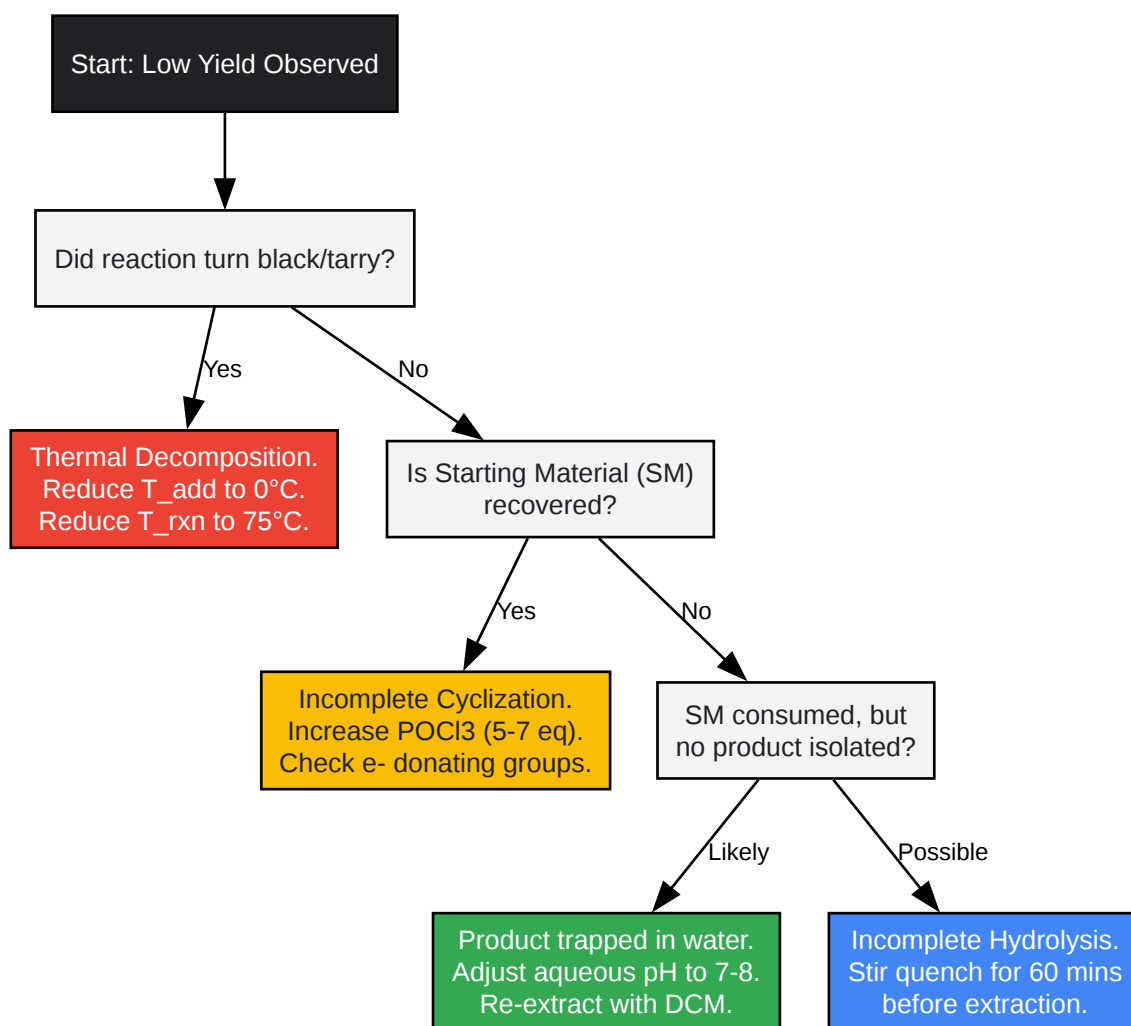 Start: Low Yield Observed
Did reaction turn black/tarry?
Yes
No
Thermal Decomposition.
Reduce T_add to 0°C.
Reduce T_rxn to 75°C.
Is Starting Material (SM)
recovered?
Yes
No
Incomplete Cyclization.
Increase POCl3 (5-7 eq).
Check e- donating groups.
SM consumed, but
no product isolated?
Likely
Possible
Product trapped in water.
Adjust aqueous pH to 7-8.
Re-extract with DCM.
Incomplete Hydrolysis.
Stir quench for 60 mins
before extraction.